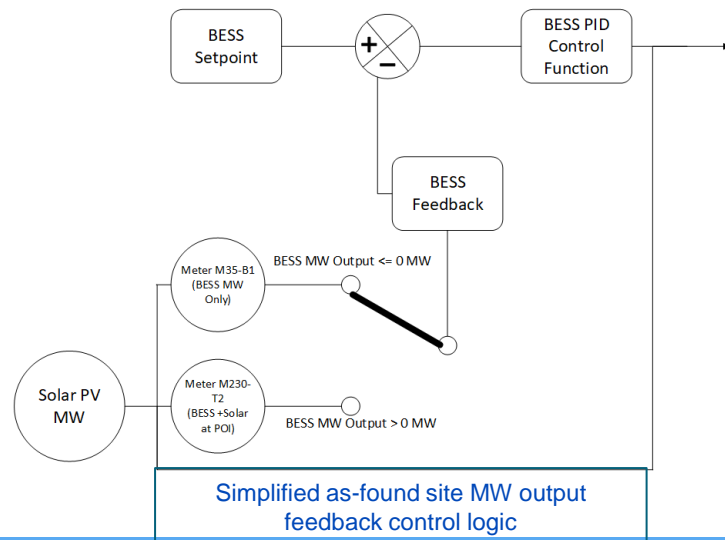 BESS
Setpoint
+
−
BESS PID
Control
Function
BESS
Feedback
Meter M35-B1
(BESS MW
Only)
BESS MW Output <= 0 MW
Solar PV
MW
Meter M230-
T2
(BESS +Solar
at POI)
BESS MW Output > 0 MW
Simplified as-found site MW output
feedback control logic